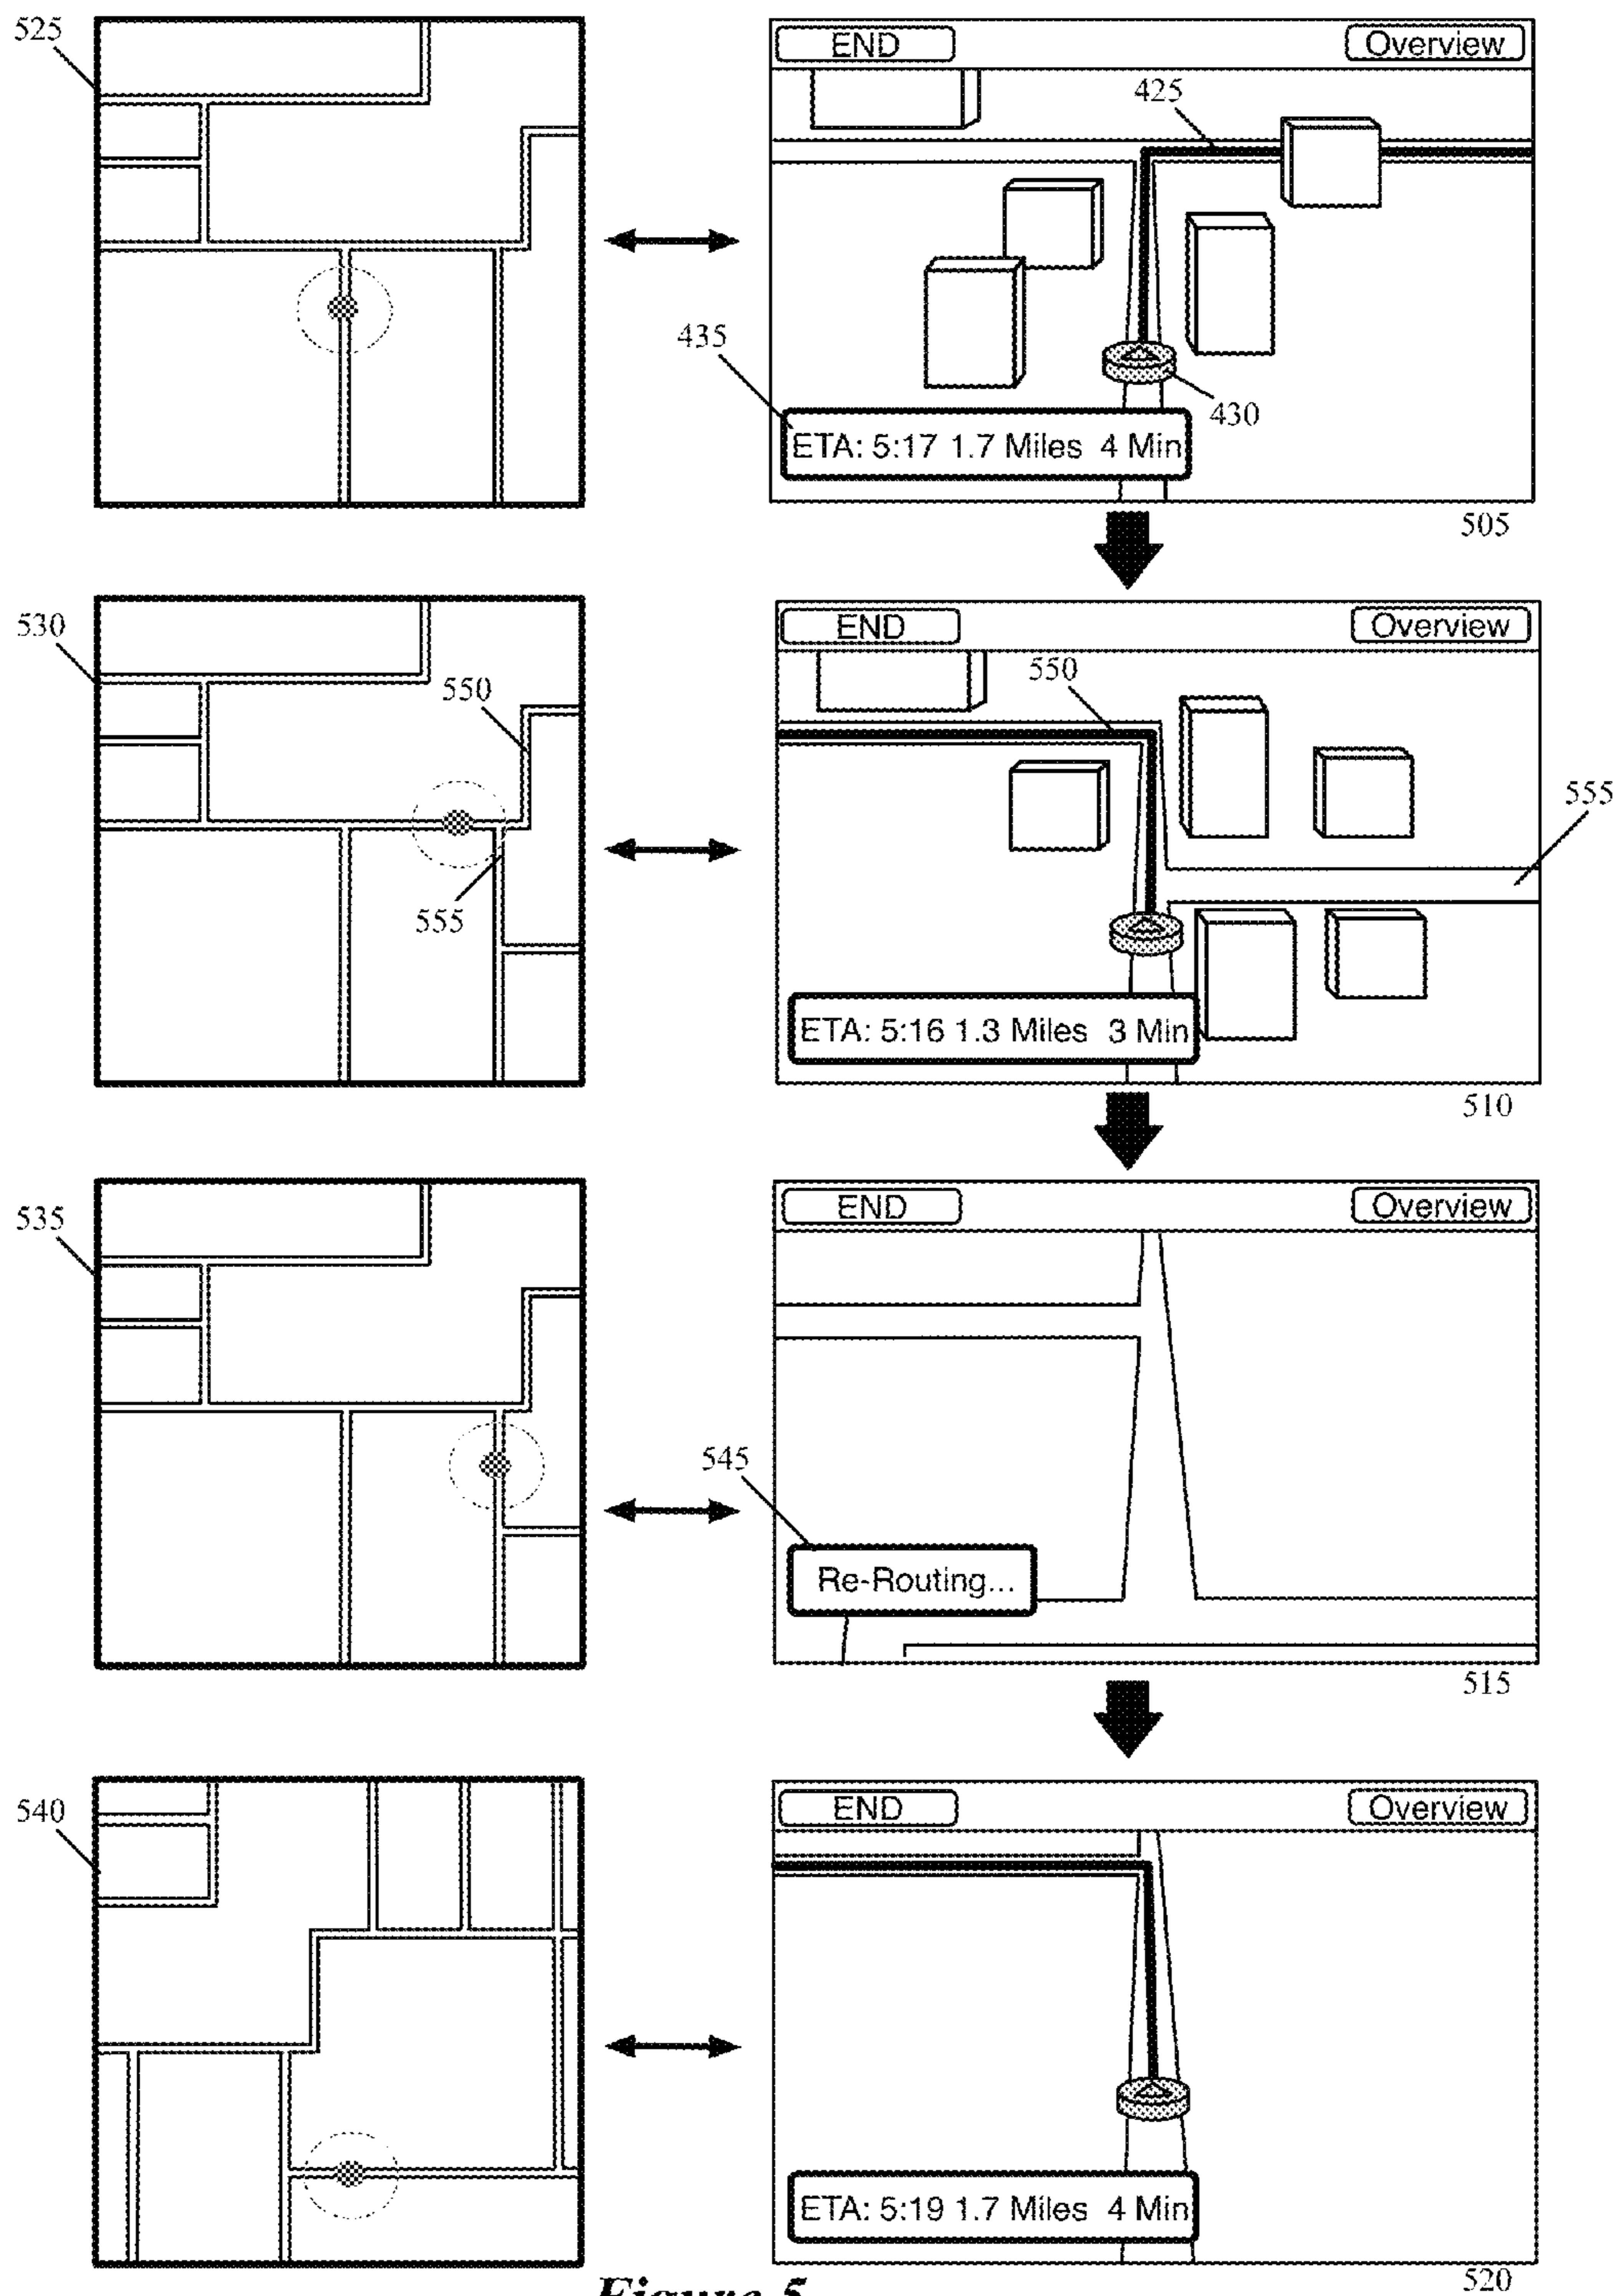 525
END
Overview
425
435
430
ETA: 5:17 1.7 Miles 4 Min
505
530
550
555
END
Overview
550
555
ETA: 5:16 1.3 Miles 3 Min
510
535
END
Overview
545
Re-Routing...
515
540
END
Overview
ETA: 5:19 1.7 Miles 4 Min
520
Figure 5